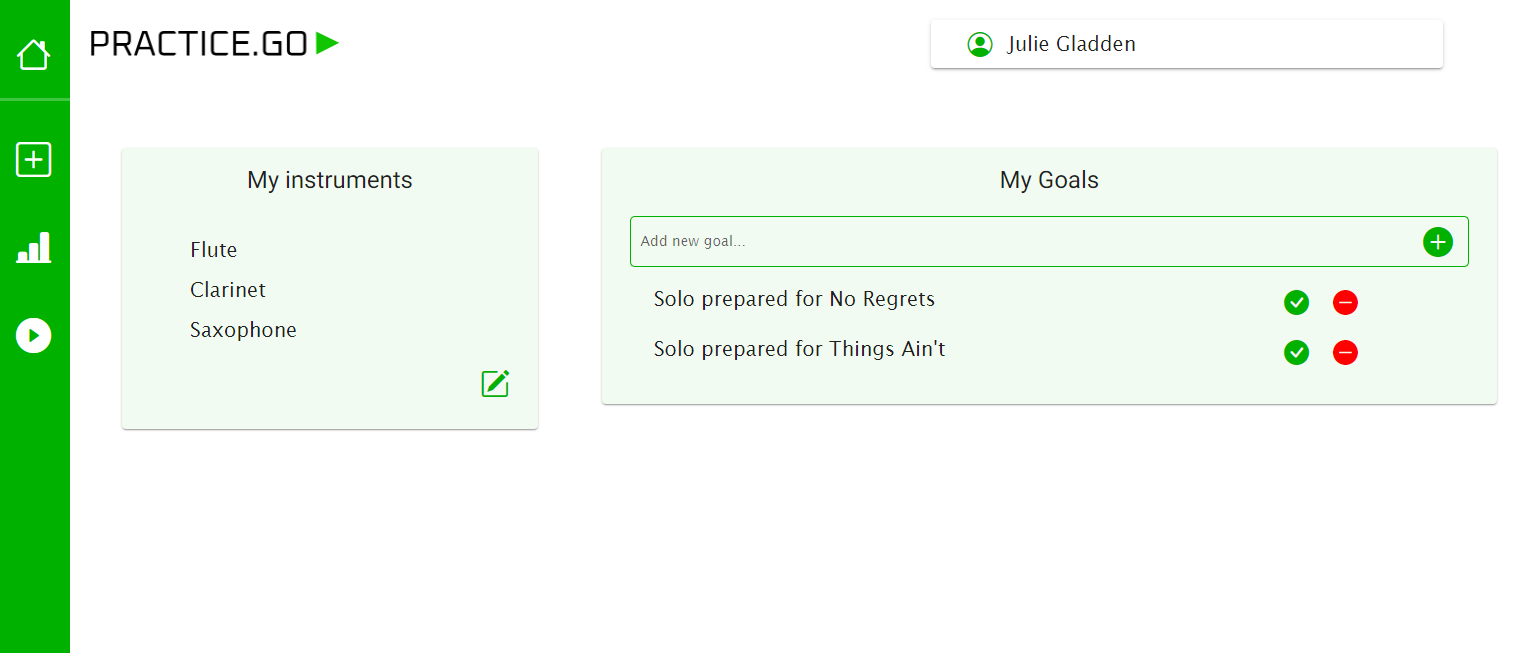 PRACTICE.GO
Julie Gladden
My instruments
Flute
Clarinet
Saxophone
My Goals
Add new goal...
Solo prepared for No Regrets
Solo prepared for Things Ain't